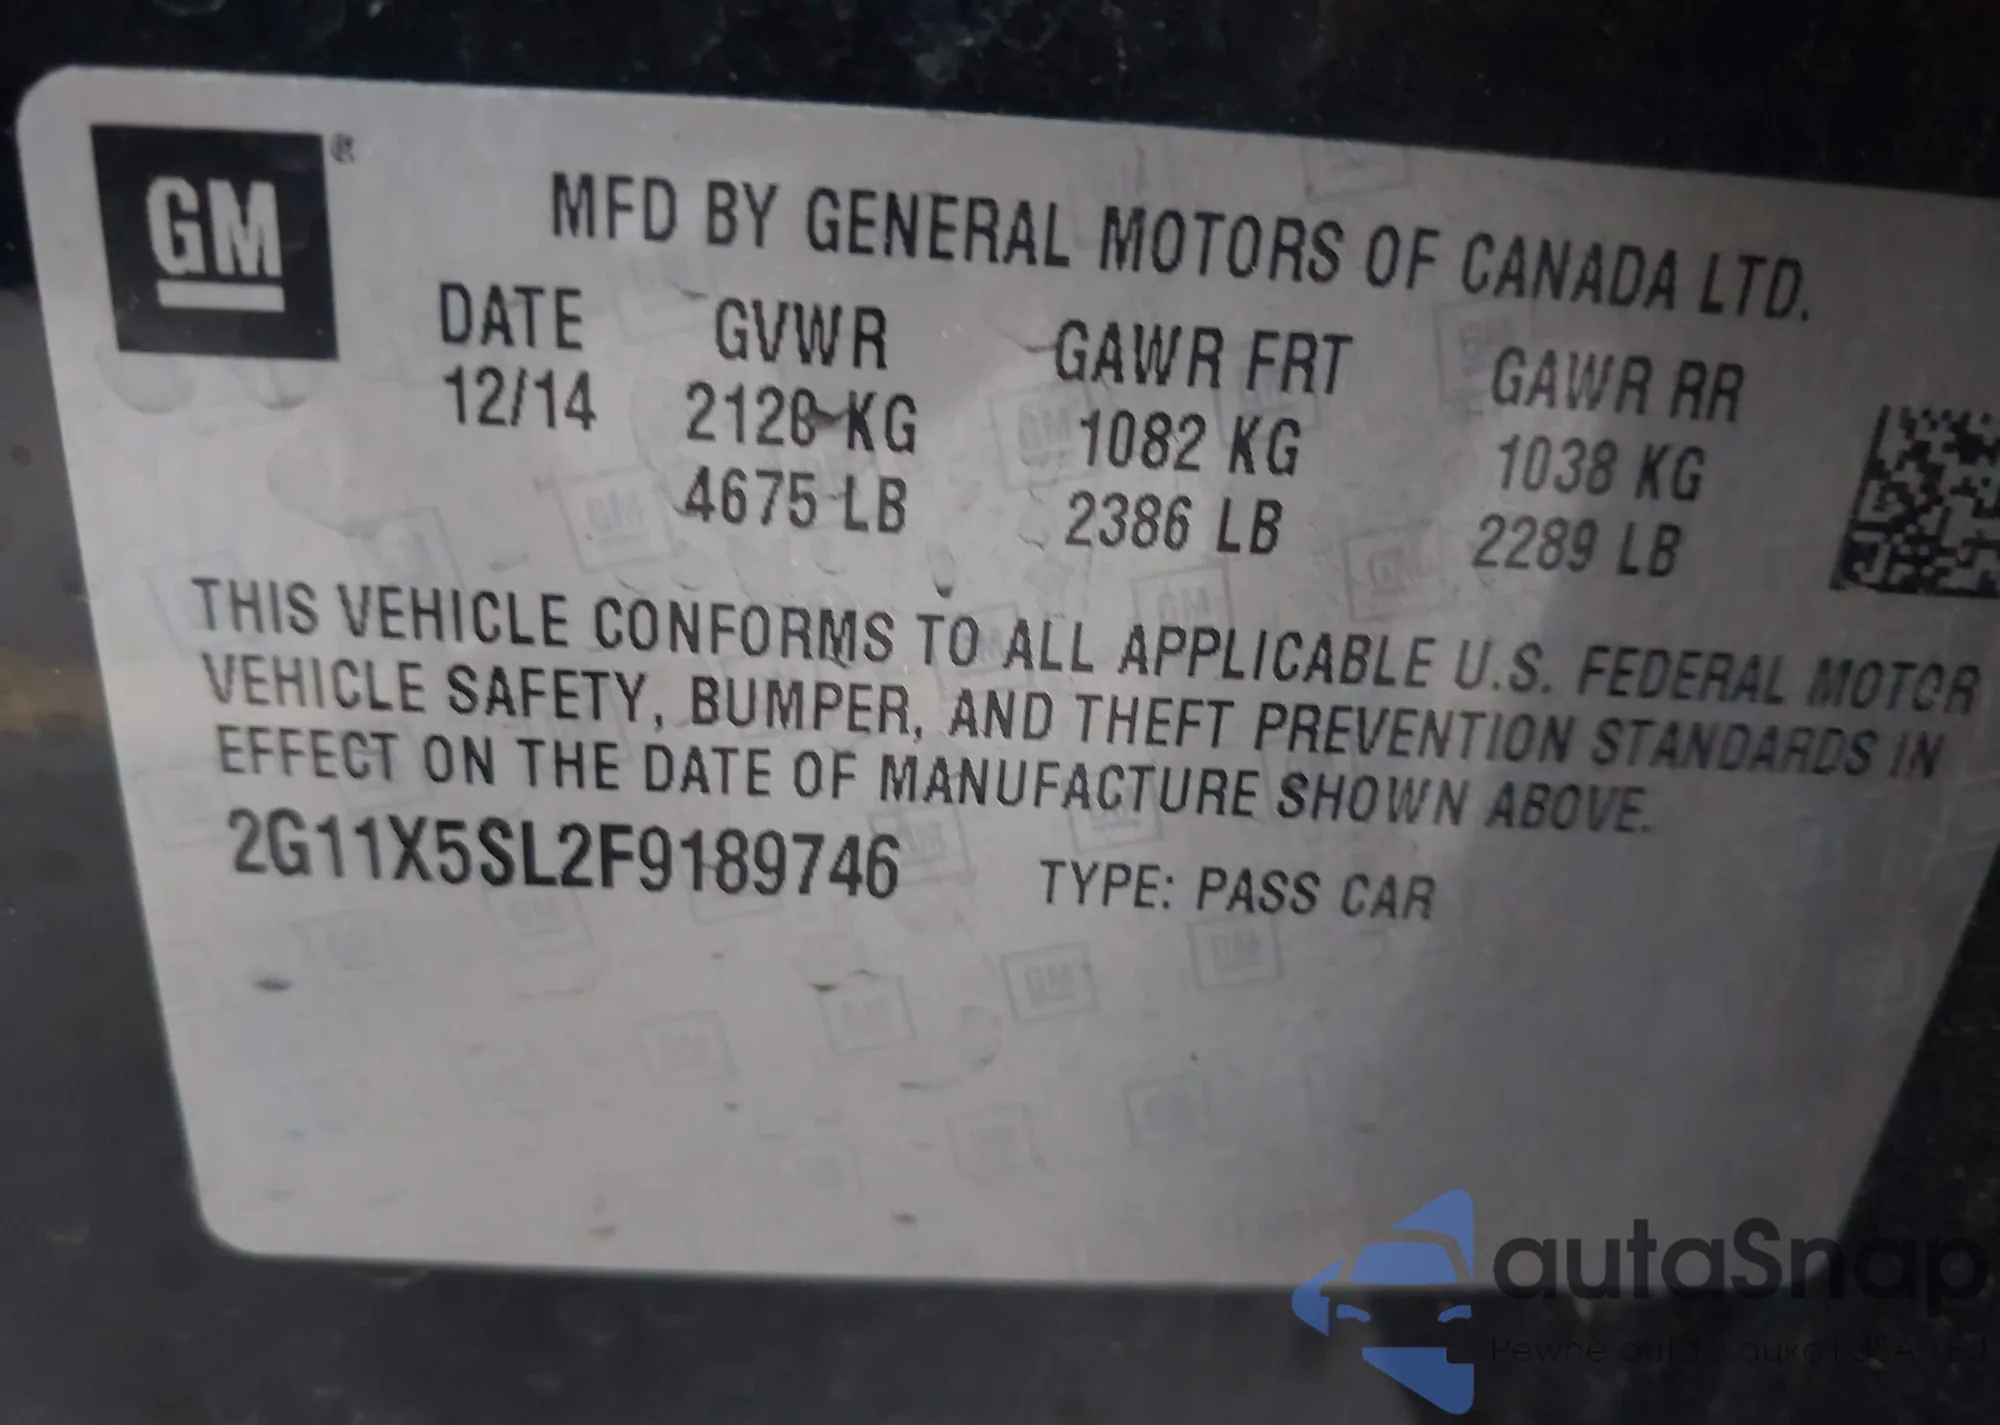 GM®
MFD BY GENERAL MOTORS OF CANADA LTD.
DATE GVWR GAWR FRT GAWR RR
12/14 2120 KG 1082 KG 1038 KG
4675 LB 2386 LB 2289 LB
THIS VEHICLE CONFORMS TO ALL APPLICABLE U.S. FEDERAL MOTOR
VEHICLE SAFETY, BUMPER, AND THEFT PREVENTION STANDARDS IN
EFFECT ON THE DATE OF MANUFACTURE SHOWN ABOVE.
2G11X5SL2F9189746 TYPE: PASS CAR
autaSnap
Pewne auta z aukcji